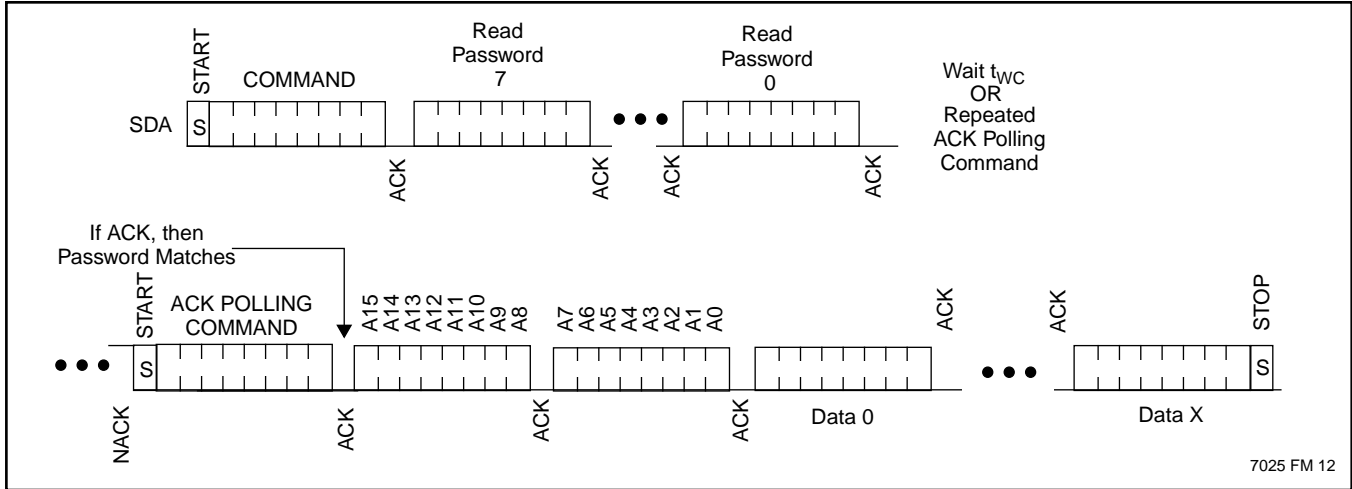 START
COMMAND
Read
Password
7
Read
Password
0
Wait tWC
OR
Repeated
ACK Polling
Command
SDA
S
ACK
ACK
ACK
ACK
If ACK, then
Password Matches
START
ACK POLLING
COMMAND
A15
A14
A13
A12
A11
A10
A9
A8
A7
A6
A5
A4
A3
A2
A1
A0
ACK
ACK
STOP
S
S
NACK
ACK
ACK
ACK
Data 0
Data X
7025 FM 12